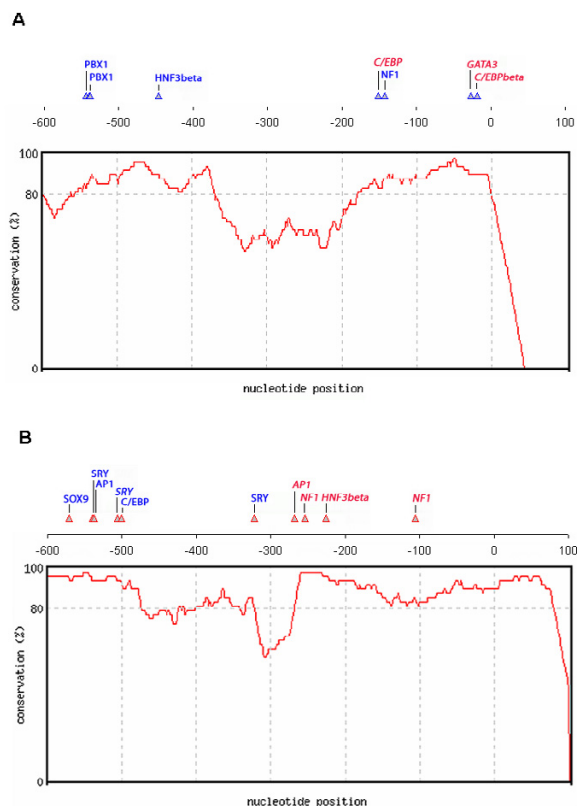 A
C/EBP GATA3
PBX1
PBX1 HNF3beta NF1 C/EBPbeta
-600 -500 -400 -300 -200 -100 0 100
100
80
0
conservation (%)
nucleotide position
B
SRY
AP1 AP1
SOX9 SRY C/EBP SRY NF1 HNF3beta NF1
-600 -500 -400 -300 -200 -100 0 100
100
80
0
conservation (%)
nucleotide position